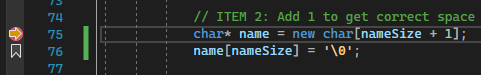 73
74 // ITEM 2: Add 1 to get correct space
75 char* name = new char[nameSize + 1];
76 name[nameSize] = '\0';
77